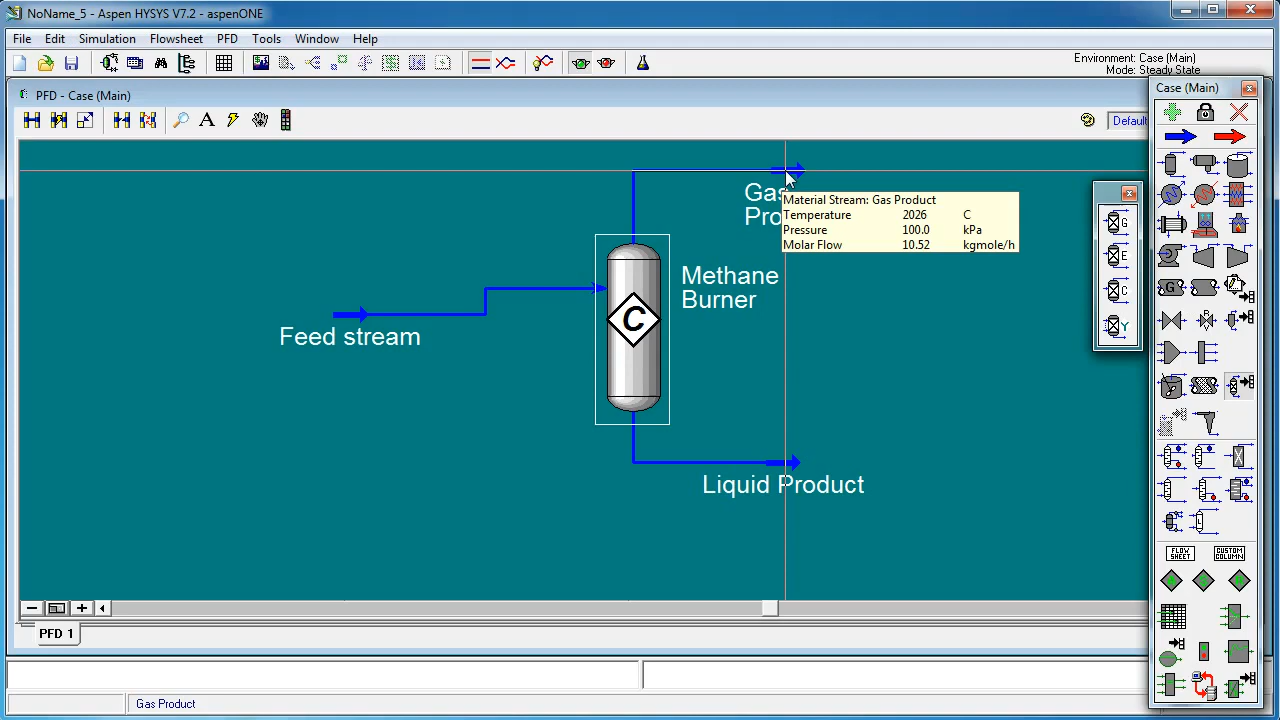 NoName_5 - Aspen HYSYS V7.2 - aspenONE
File Edit Simulation Flowsheet PFD Tools Window Help
Environment: Case (Main)
Mode: Steady State
PFD - Case (Main)
Case (Main)
A
Default
Gas
Pro
Material Stream: Gas Product
Temperature 2026 C
Pressure 100.0 kPa
Molar Flow 10.52 kgmole/h
G
E
C
Y
Methane
Burner
C
Feed stream
Liquid Product
FLOW
SHEET
CUSTOM
COLUMN
PFD 1
Gas Product